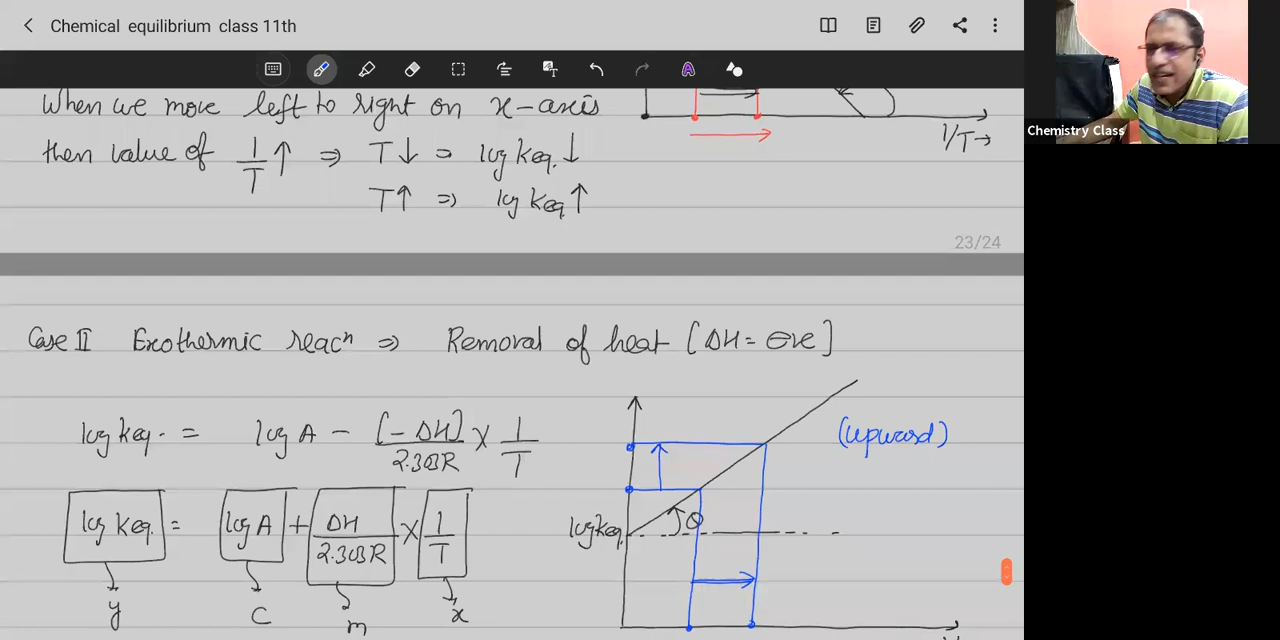 Chemical equilibrium class 11th
When we move left to right on x-axis
then value of 1/T ↑ ⇒ T↓ = log Keq. ↓
T↑ ⇒ log Keq ↑
1/T →
Chemistry Class
23/24
Case II Exothermic reacⁿ ⇒ Removal of heat [ΔH = ⊖ve]
log Keq. = log A - [-ΔH]/2.303R × 1/T
(upward)
log Keq. = log A + ΔH/2.303R × 1/T
y C m x
log Keq. θ